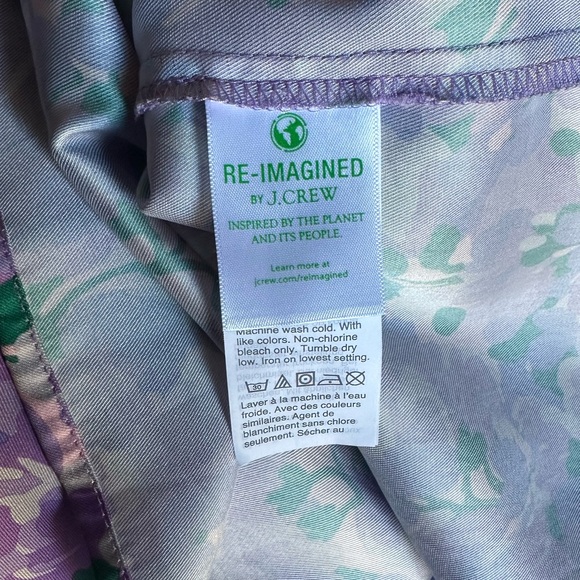 RE-IMAGINED
BY J.CREW
INSPIRED BY THE PLANET
AND ITS PEOPLE.
Learn more at
jcrew.com/reimagined
Machine wash cold. With
like colors. Non-chlorine
bleach only. Tumble dry
low. Iron on lowest setting.
30
Laver à la machine à l'eau
froide. Avec des couleurs
similaires. Agent de
blanchiment sans chlore
seulement. Sécher au